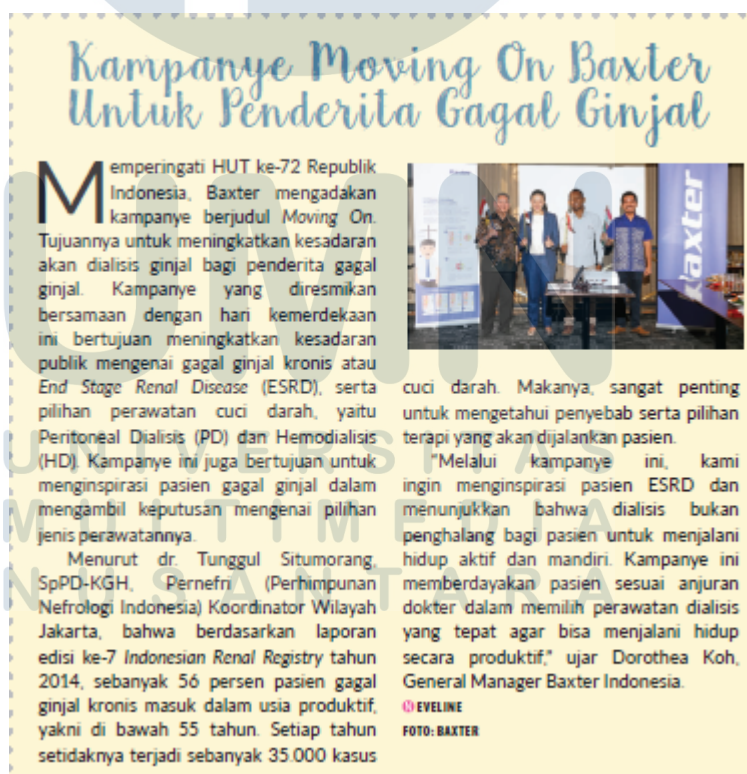 Kampanye Moving On Baxter
Untuk Penderita Gagal Ginjal
Memperingati HUT ke-72 Republik
Indonesia, Baxter mengadakan
kampanye berjudul Moving On.
Tujuannya untuk meningkatkan kesadaran
akan dialisis ginjal bagi penderita gagal
ginjal. Kampanye yang diresmikan
bersamaan dengan hari kemerdekaan
ini bertujuan meningkatkan kesadaran
publik mengenai gagal ginjal kronis atau
End Stage Renal Disease (ESRD), serta
pilihan perawatan cuci darah, yaitu
Peritoneal Dialisis (PD) dan Hemodialisis
(HD). Kampanye ini juga bertujuan untuk
menginspirasi pasien gagal ginjal dalam
mengambil keputusan mengenai pilihan
jenis perawatannya.
Menurut dr. Tunggul Situmorang,
SpPD-KGH, Pernefri (Perhimpunan
Nefrologi Indonesia) Koordinator Wilayah
Jakarta, bahwa berdasarkan laporan
edisi ke-7 Indonesian Renal Registry tahun
2014, sebanyak 56 persen pasien gagal
ginjal kronis masuk dalam usia produktif,
yakni di bawah 55 tahun. Setiap tahun
setidaknya terjadi sebanyak 35.000 kasus
Baxter
cuci darah. Makanya, sangat penting
untuk mengetahui penyebab serta pilihan
terapi yang akan dijalankan pasien.
"Melalui kampanye ini, kami
ingin menginspirasi pasien ESRD dan
menunjukkan bahwa dialisis bukan
penghalang bagi pasien untuk menjalani
hidup aktif dan mandiri. Kampanye ini
memberdayakan pasien sesuai anjuran
dokter dalam memilih perawatan dialisis
yang tepat agar bisa menjalani hidup
secara produktif," ujar Dorothea Koh,
General Manager Baxter Indonesia.
N EVELINE
FOTO: BAXTER
UMN
UNIVERSITAS
MULTIMEDIA
NUSANTARA